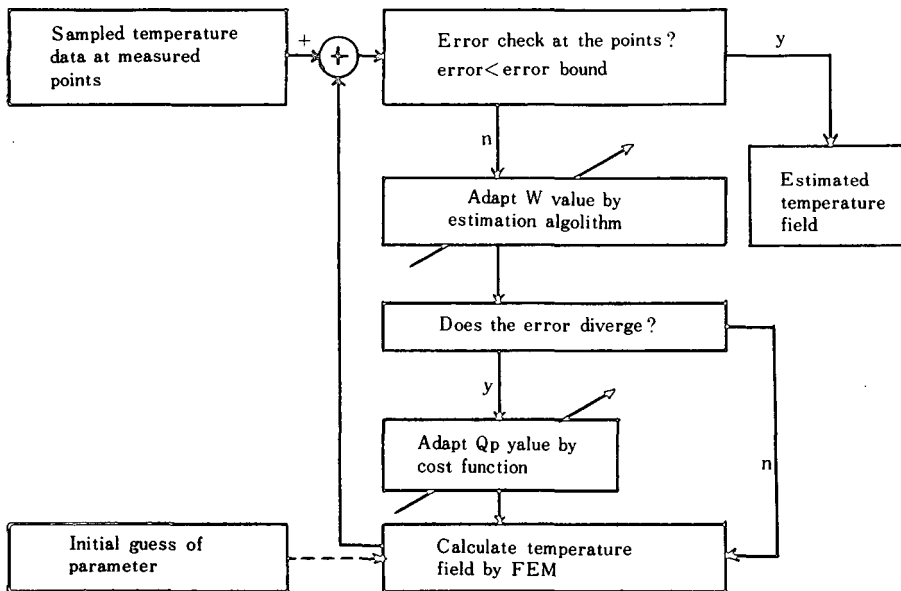 Sampled temperature
data at measured
points
+
Error check at the points?
error<error bound
y
n
Estimated
temperature
field
Adapt W value by
estimation algorithm
Does the error diverge?
y
n
Adapt Qp yalue by
cost function
Initial guess of
parameter
Calculate temperature
field by FEM